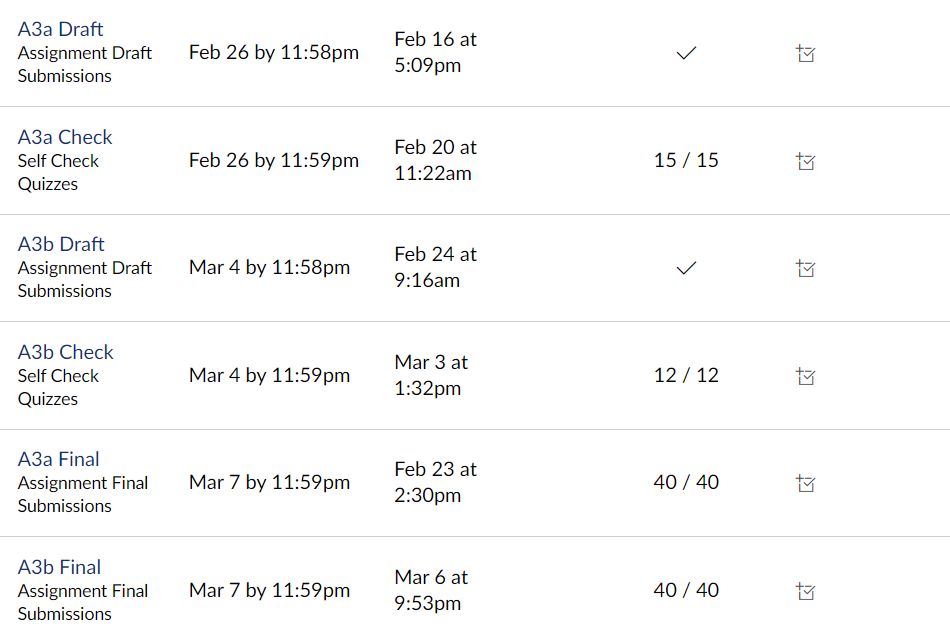 A3a Draft
Assignment Draft
Submissions
Feb 26 by 11:58pm
Feb 16 at
5:09pm
A3a Check
Self Check
Quizzes
Feb 26 by 11:59pm
Feb 20 at
11:22am
15 / 15
A3b Draft
Assignment Draft
Submissions
Mar 4 by 11:58pm
Feb 24 at
9:16am
A3b Check
Self Check
Quizzes
Mar 4 by 11:59pm
Mar 3 at
1:32pm
12 / 12
A3a Final
Assignment Final
Submissions
Mar 7 by 11:59pm
Feb 23 at
2:30pm
40 / 40
A3b Final
Assignment Final
Submissions
Mar 7 by 11:59pm
Mar 6 at
9:53pm
40 / 40